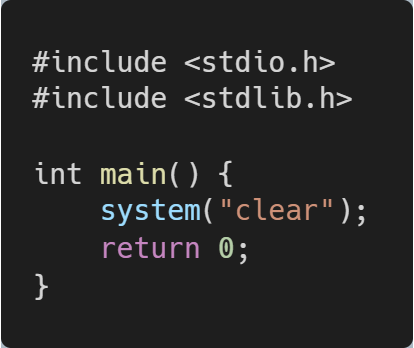 #include <stdio.h>
#include <stdlib.h>

int main() {
    system("clear");
    return 0;
}